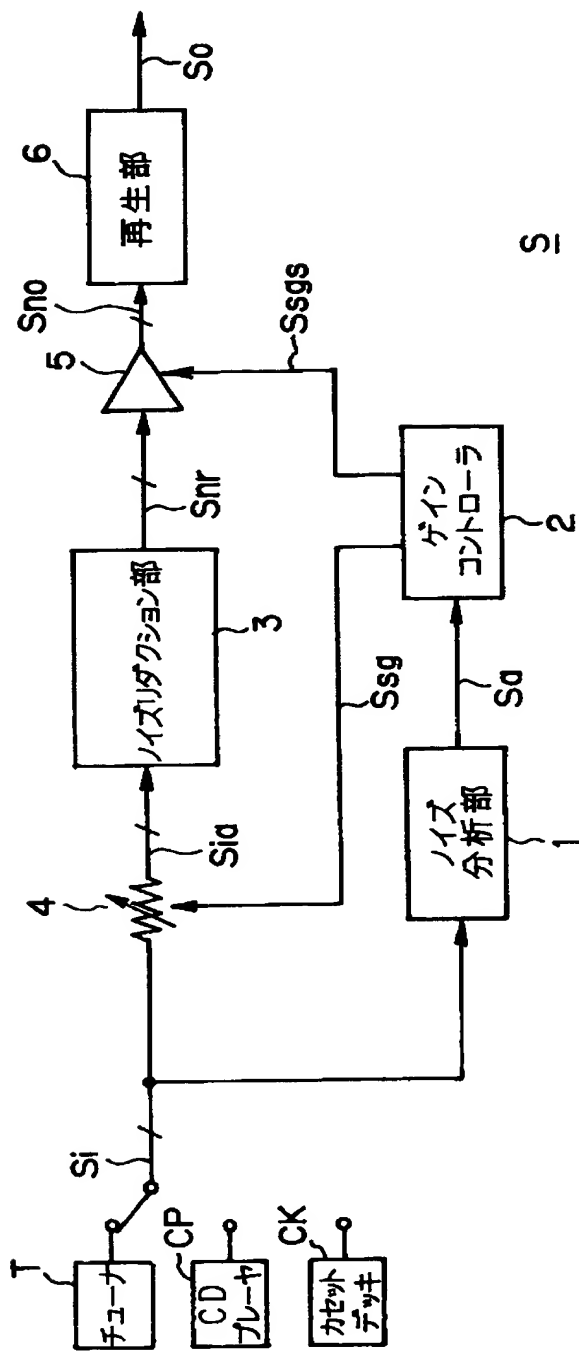 T
チューナ
CP
CD
プレーヤ
CK
カセット
デッキ
Si
4
Sia
ノイズリダクション部
3
Snr
5
Sno
6
再生部
So
Ssg
Ssgs
ノイズ
分析部
1
Sa
ゲイン
コントローラ
2
S